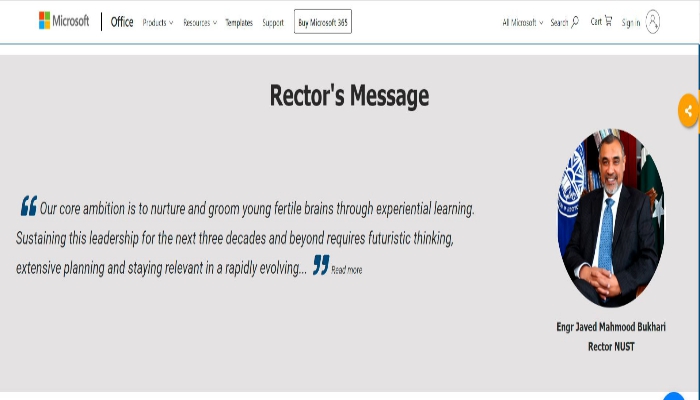 Microsoft Office Products Resources Templates Support Buy Microsoft 365 All Microsoft Search Cart Sign in
Rector's Message
“ Our core ambition is to nurture and groom young fertile brains through experiential learning.
Sustaining this leadership for the next three decades and beyond requires futuristic thinking,
extensive planning and staying relevant in a rapidly evolving... ” Read more
Engr Javed Mahmood Bukhari
Rector NUST